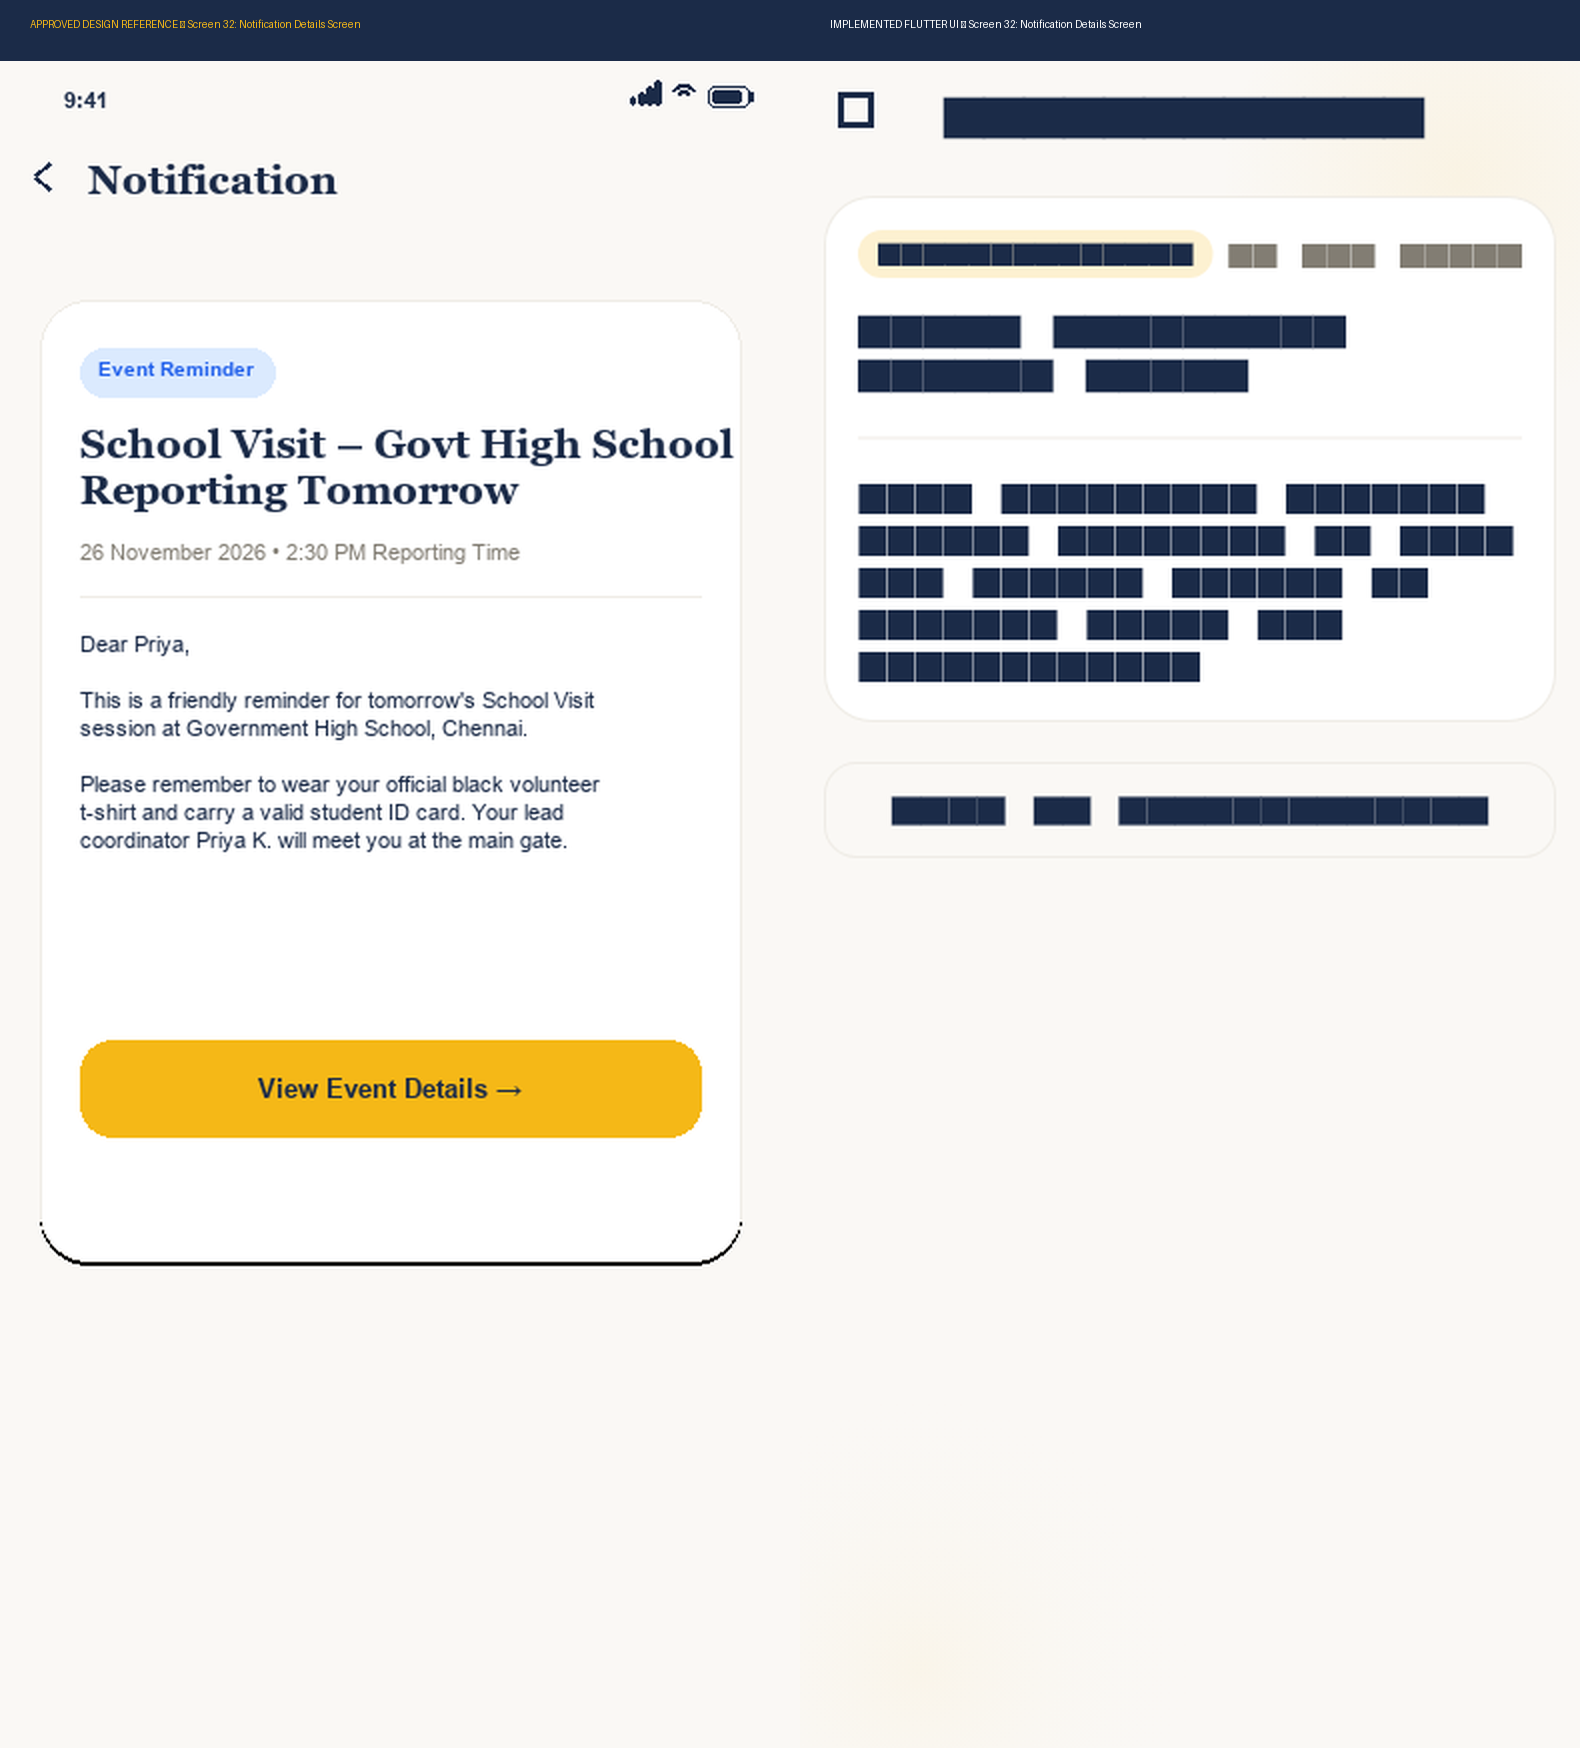 APPROVED DESIGN REFERENCE Screen 32: Notification Details Screen
IMPLEMENTED FLUTTER UI Screen 32: Notification Details Screen
9:41
Notification
Event Reminder
School Visit – Govt High School
Reporting Tomorrow
26 November 2026 • 2:30 PM Reporting Time
Dear Priya,
This is a friendly reminder for tomorrow's School Visit
session at Government High School, Chennai.
Please remember to wear your official black volunteer
t-shirt and carry a valid student ID card. Your lead
coordinator Priya K. will meet you at the main gate.
View Event Details →